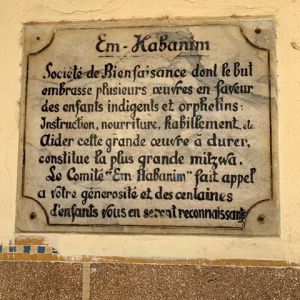 Em-Habanim
Société de Bienfaisance dont le but
embrasse plusieurs œuvres en faveur
des enfants indigents et orphelins:
Instruction, nourriture, habillement, etc.
Aider cette grande œuvre à durer,
constitue la plus grande mitzwa.
Le Comité "Em Habanim" fait appel
a vôtre générosité et des centaines
d'enfants vous en seront reconnaissants